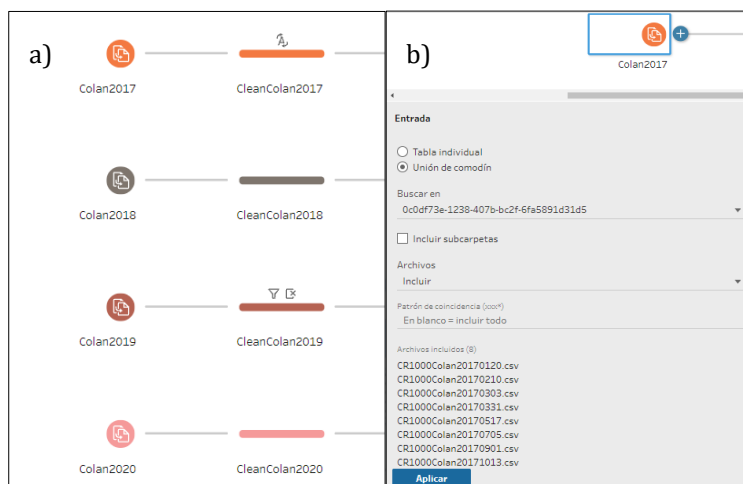 a)
Colan2017
CleanColan2017
Colan2018
CleanColan2018
Colan2019
CleanColan2019
Colan2020
CleanColan2020
b)
Colan2017
Entrada
Tabla individual
Unión de comodín
Buscar en
0c0df73e-1238-407b-bc2f-6fa5891d31d5
Incluir subcarpetas
Archivos
Incluir
Patrón de coincidencia (xxx*)
En blanco = incluir todo
Archivos incluidos (8)
CR1000Colan20170120.csv
CR1000Colan20170210.csv
CR1000Colan20170303.csv
CR1000Colan20170331.csv
CR1000Colan20170517.csv
CR1000Colan20170705.csv
CR1000Colan20170901.csv
CR1000Colan20171013.csv
Aplicar